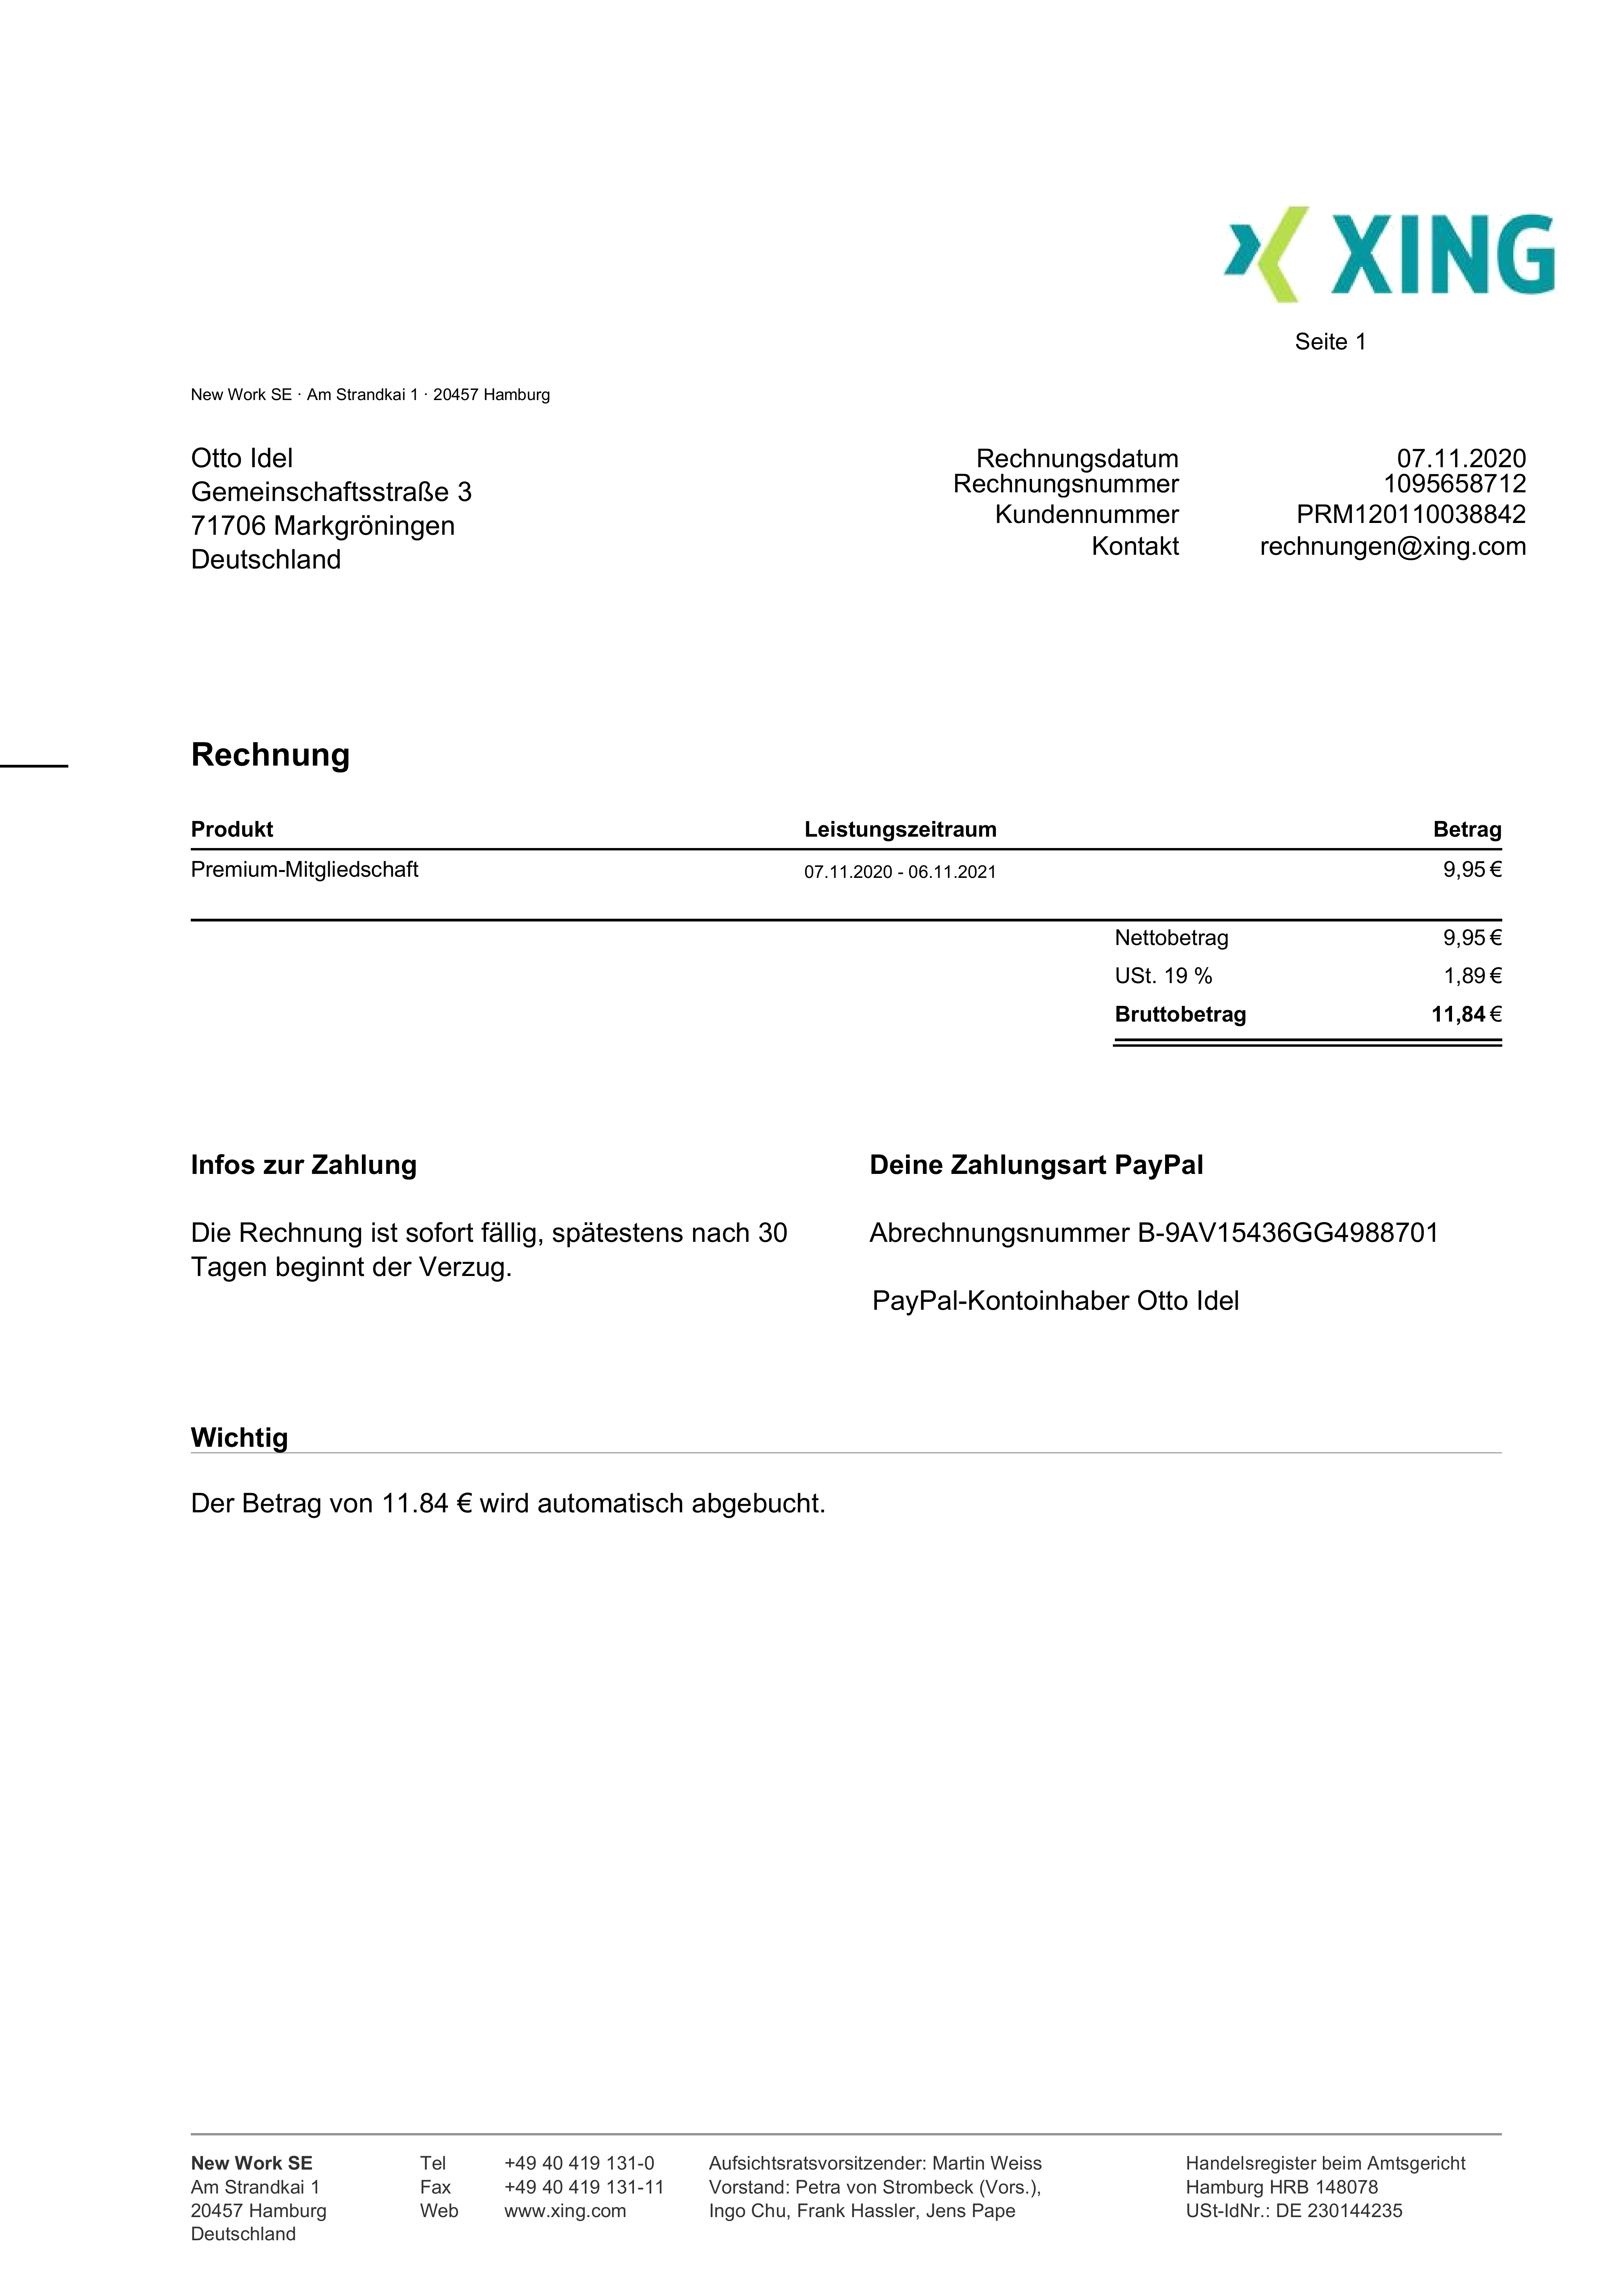 XING
Seite 1
New Work SE · Am Strandkai 1 · 20457 Hamburg
Otto Idel
Gemeinschaftsstraße 3
71706 Markgröningen
Deutschland
Rechnungsdatum 07.11.2020
Rechnungsnummer 1095658712
Kundennummer PRM120110038842
Kontakt rechnungen@xing.com
Rechnung
Produkt Leistungszeitraum Betrag
Premium-Mitgliedschaft 07.11.2020 - 06.11.2021 9,95 €
Nettobetrag 9,95 €
USt. 19 % 1,89 €
Bruttobetrag 11,84 €
Infos zur Zahlung
Die Rechnung ist sofort fällig, spätestens nach 30
Tagen beginnt der Verzug.
Deine Zahlungsart PayPal
Abrechnungsnummer B-9AV15436GG4988701
PayPal-Kontoinhaber Otto Idel
Wichtig
Der Betrag von 11.84 € wird automatisch abgebucht.
New Work SE
Am Strandkai 1
20457 Hamburg
Deutschland
Tel +49 40 419 131-0
Fax +49 40 419 131-11
Web www.xing.com
Aufsichtsratsvorsitzender: Martin Weiss
Vorstand: Petra von Strombeck (Vors.),
Ingo Chu, Frank Hassler, Jens Pape
Handelsregister beim Amtsgericht
Hamburg HRB 148078
USt-IdNr.: DE 230144235